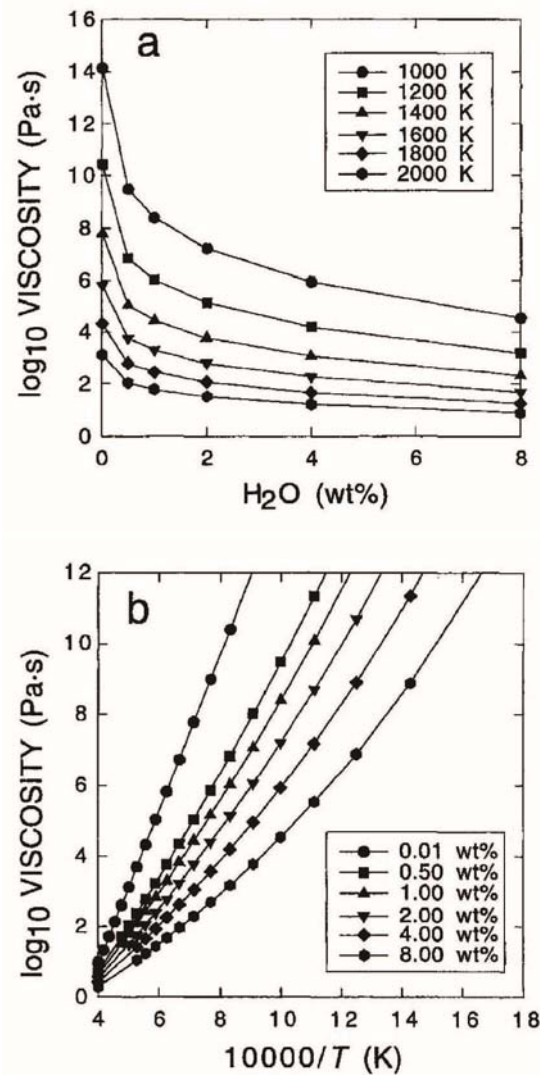 a
16
14
12
10
8
6
4
2
0
log10 VISCOSITY (Pa·s)
1000 K
1200 K
1400 K
1600 K
1800 K
2000 K
0 2 4 6 8
H2O (wt%)
b
12
10
8
6
4
2
0
log10 VISCOSITY (Pa·s)
0.01 wt%
0.50 wt%
1.00 wt%
2.00 wt%
4.00 wt%
8.00 wt%
4 6 8 10 12 14 16 18
10000/T (K)